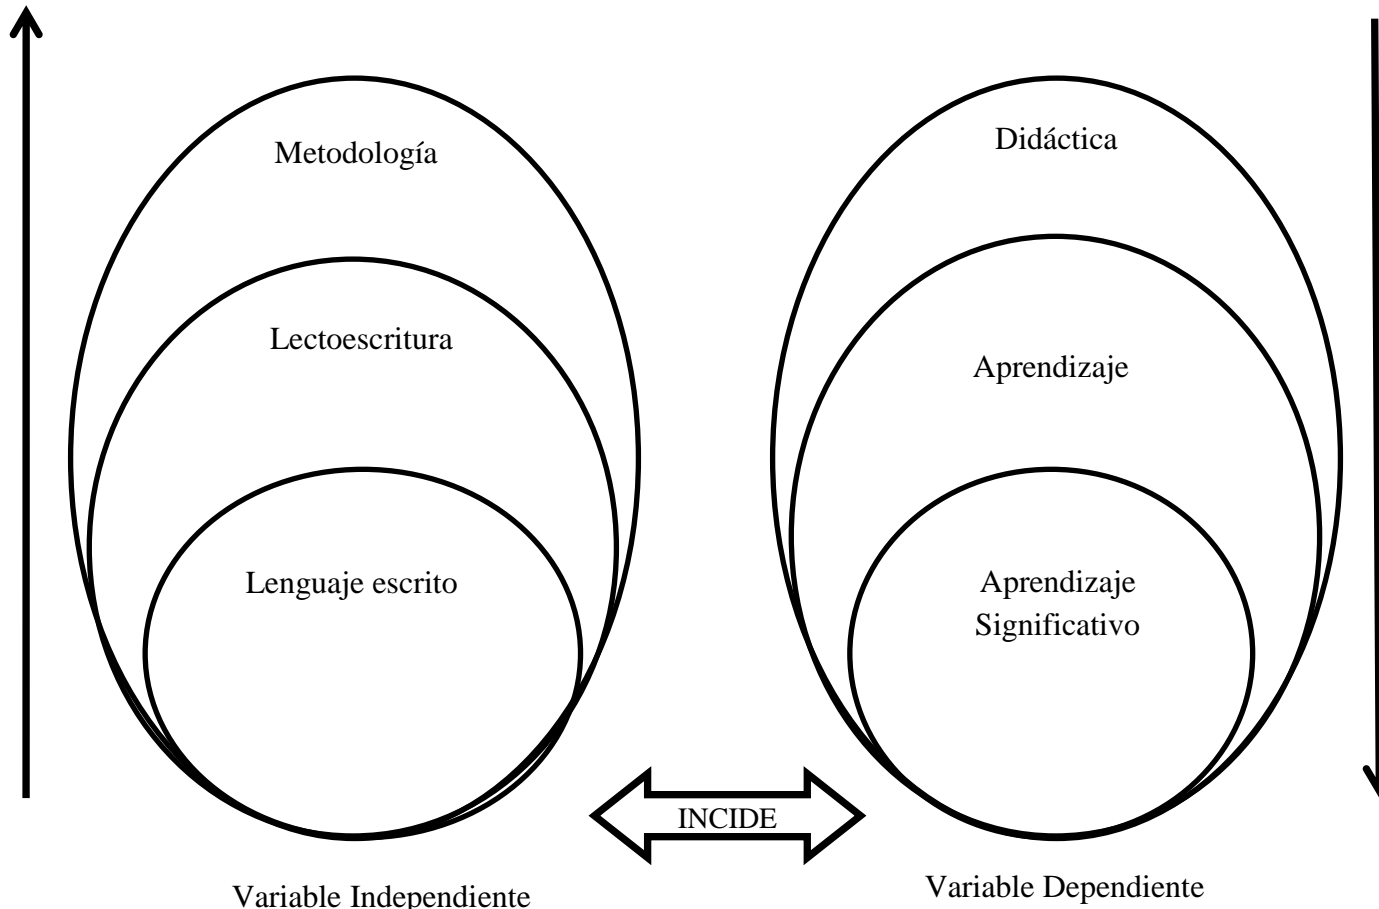 Metodología
Lectoescritura
Lenguaje escrito
Didáctica
Aprendizaje
Aprendizaje
Significativo
INCIDE
Variable Independiente
Variable Dependiente